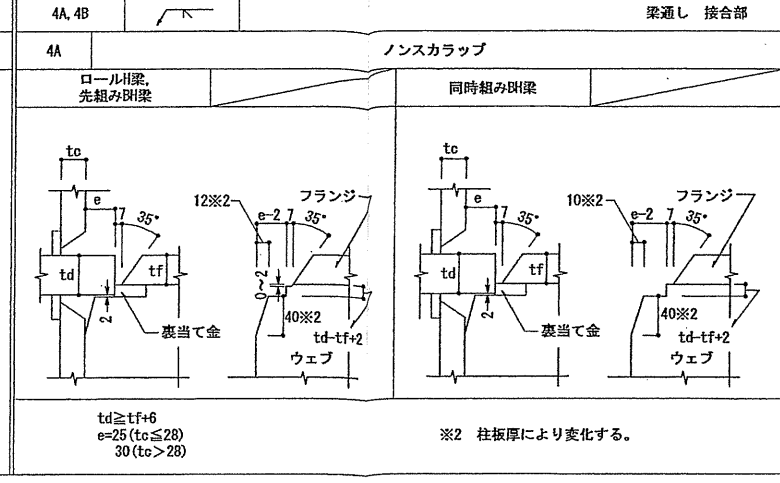 4A, 4B
梁通し 接合部
4A
ノンスカラップ
ロールH梁,
先組みBH梁
同時組みBH梁
tc
e
7
35°
td
tf
2
裏当て金
12※2
e-2
7
35°
フランジ
0～2
40※2
td-tf+2
ウェブ
tc
e
7
35°
td
tf
2
裏当て金
10※2
e-2
7
35°
フランジ
40※2
td-tf+2
ウェブ
td≧tf+6
e=25(tc≦28)
30(tc>28)
※2 柱板厚により変化する。